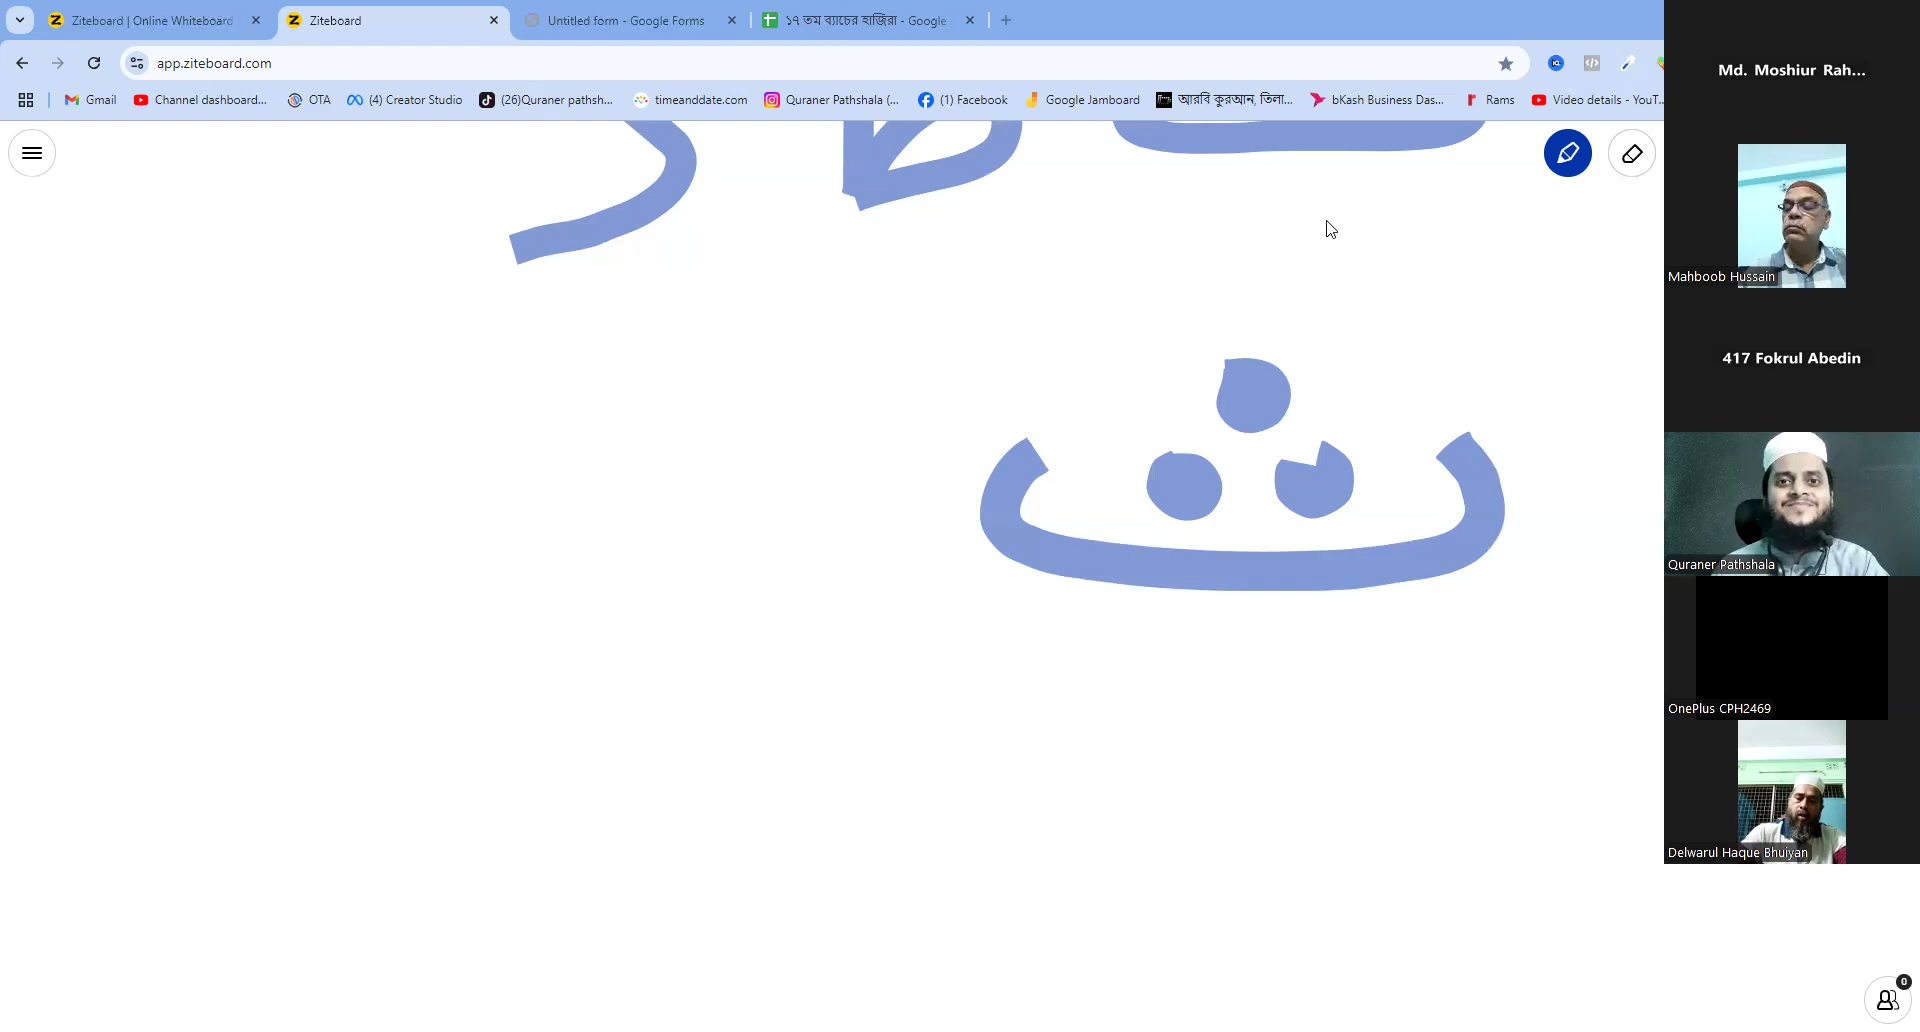 Ziteboard | Online Whiteboard
Ziteboard
Untitled form - Google Forms
১৭ তম ব্যাচের হাজিরা - Google
app.ziteboard.com
Gmail
Channel dashboard...
OTA
(4) Creator Studio
(26)Quraner pathsh...
timeanddate.com
Quraner Pathshala (...
(1) Facebook
Google Jamboard
আরবি কুরআন, তিলা...
bKash Business Das...
Rams
Video details - YouT...
Md. Moshiur Rah...
Mahboob Hussain
417 Fokrul Abedin
ث
Quraner Pathshala
OnePlus CPH2469
Delwarul Haque Bhuiyan
0